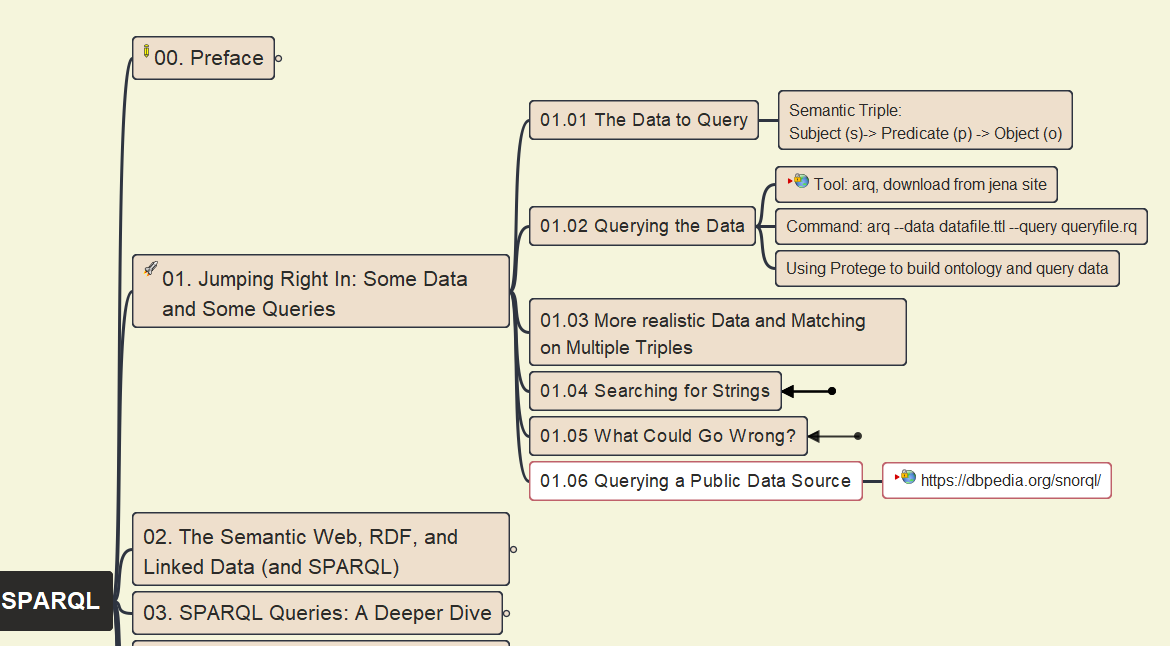 00. Preface
01. Jumping Right In: Some Data
and Some Queries
01.01 The Data to Query
Semantic Triple:
Subject (s)-> Predicate (p) -> Object (o)
01.02 Querying the Data
Tool: arq, download from jena site
Command: arq --data datafile.ttl --query queryfile.rq
Using Protege to build ontology and query data
01.03 More realistic Data and Matching
on Multiple Triples
01.04 Searching for Strings
01.05 What Could Go Wrong?
01.06 Querying a Public Data Source
https://dbpedia.org/snorql/
02. The Semantic Web, RDF, and
Linked Data (and SPARQL)
SPARQL
03. SPARQL Queries: A Deeper Dive